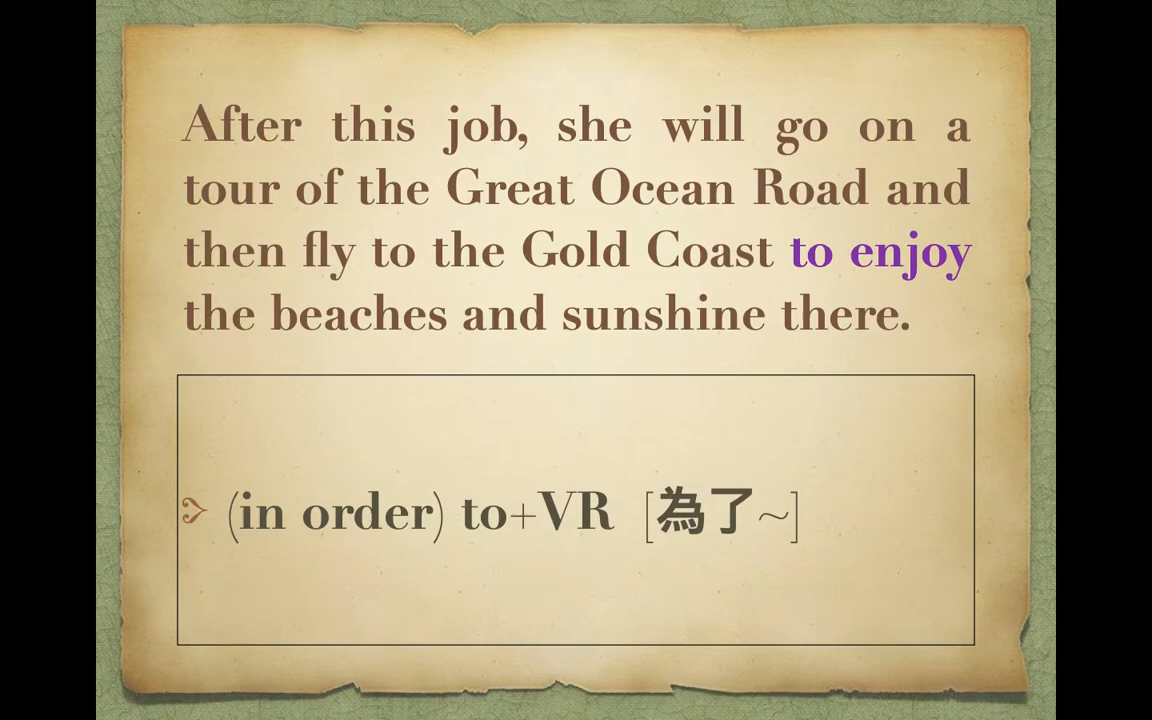 After this job, she will go on a
tour of the Great Ocean Road and
then fly to the Gold Coast to enjoy
the beaches and sunshine there.
(in order) to+VR [為了~]